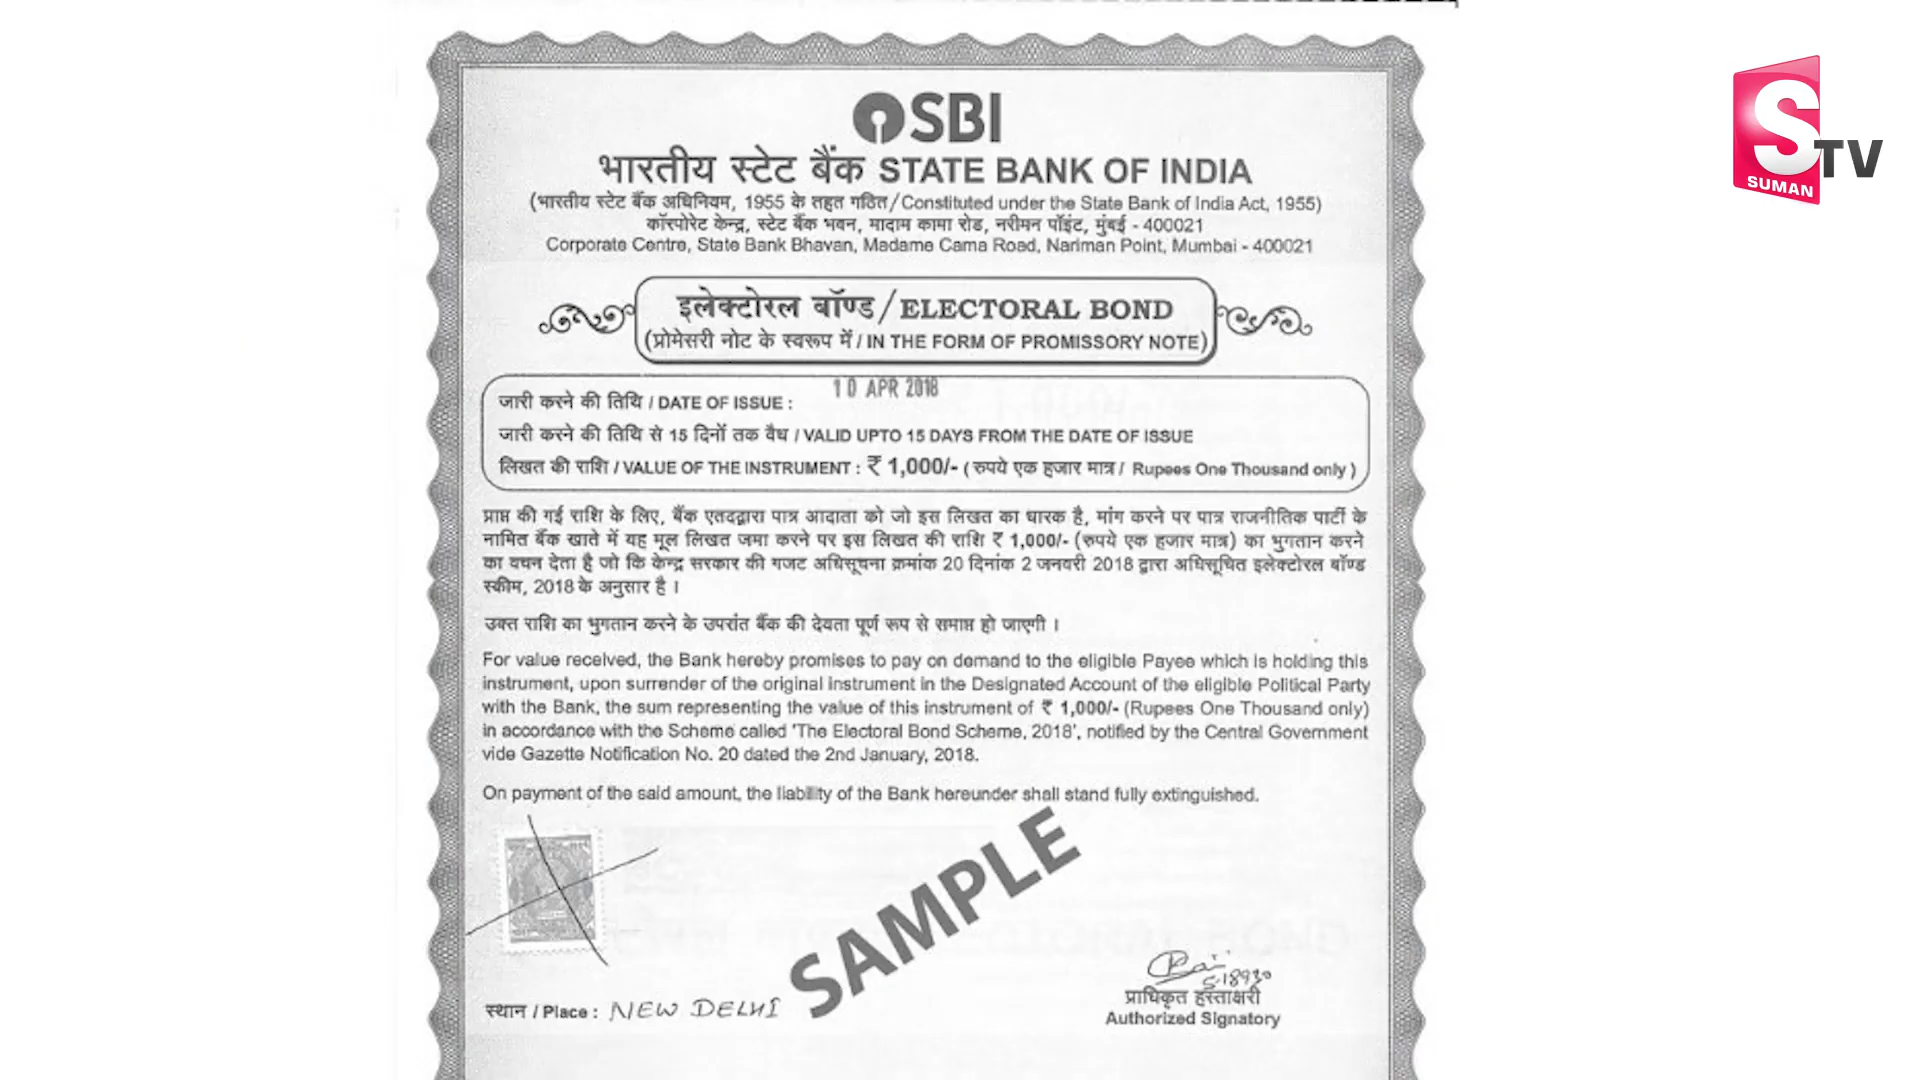 SBI
भारतीय स्टेट बैंक STATE BANK OF INDIA
(भारतीय स्टेट बैंक अधिनियम, 1955 के तहत गठित/Constituted under the State Bank of India Act, 1955)
कॉरपोरेट केन्द्र, स्टेट बैंक भवन, मादाम कामा रोड, नरीमन पॉइंट, मुंबई - 400021
Corporate Centre, State Bank Bhavan, Madame Cama Road, Nariman Point, Mumbai - 400021
इलेक्टोरल बॉण्ड/ELECTORAL BOND
(प्रोमेसरी नोट के स्वरूप में / IN THE FORM OF PROMISSORY NOTE)
10 APR 2018
जारी करने की तिथि / DATE OF ISSUE :
जारी करने की तिथि से 15 दिनों तक वैध / VALID UPTO 15 DAYS FROM THE DATE OF ISSUE
लिखत की राशि / VALUE OF THE INSTRUMENT : ₹ 1,000/- ( रुपये एक हजार मात्र / Rupees One Thousand only )
प्राप्त की गई राशि के लिए, बैंक एतदद्वारा पात्र आदाता को जो इस लिखत का धारक है, मांग करने पर पात्र राजनीतिक पार्टी के
नामित बैंक खाते में यह मूल लिखत जमा करने पर इस लिखत की राशि ₹ 1,000/- (रुपये एक हजार मात्र) का भुगतान करने
का वचन देता है जो कि केन्द्र सरकार की गजट अधिसूचना क्रमांक 20 दिनांक 2 जनवरी 2018 द्वारा अधिसूचित इलेक्टोरल बॉण्ड
स्कीम, 2018 के अनुसार है ।
उक्त राशि का भुगतान करने के उपरांत बैंक की देयता पूर्ण रूप से समाप्त हो जाएगी ।
For value received, the Bank hereby promises to pay on demand to the eligible Payee which is holding this
instrument, upon surrender of the original instrument in the Designated Account of the eligible Political Party
with the Bank, the sum representing the value of this instrument of ₹ 1,000/- (Rupees One Thousand only)
in accordance with the Scheme called 'The Electoral Bond Scheme, 2018', notified by the Central Government
vide Gazette Notification No. 20 dated the 2nd January, 2018.
On payment of the said amount, the liability of the Bank hereunder shall stand fully extinguished.
SAMPLE
S-18930
स्थान / Place : NEW DELHI
प्राधिकृत हस्ताक्षरी
Authorized Signatory
S TV
SUMAN